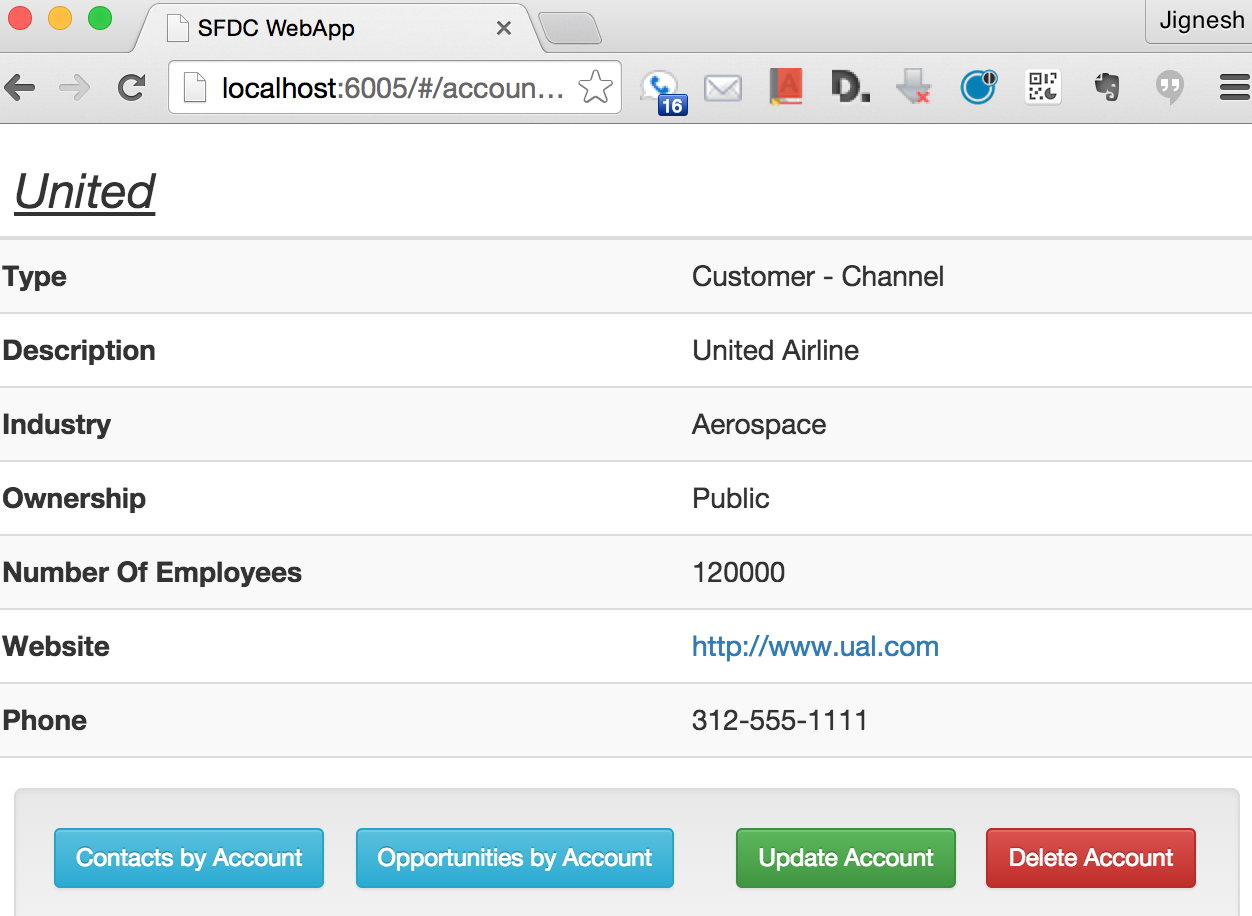 SFDC WebApp
Jignesh
localhost:6005/#/accoun...
16
A
D.
United
Type Customer - Channel
Description United Airline
Industry Aerospace
Ownership Public
Number Of Employees 120000
Website http://www.ual.com
Phone 312-555-1111
Contacts by Account Opportunities by Account Update Account Delete Account